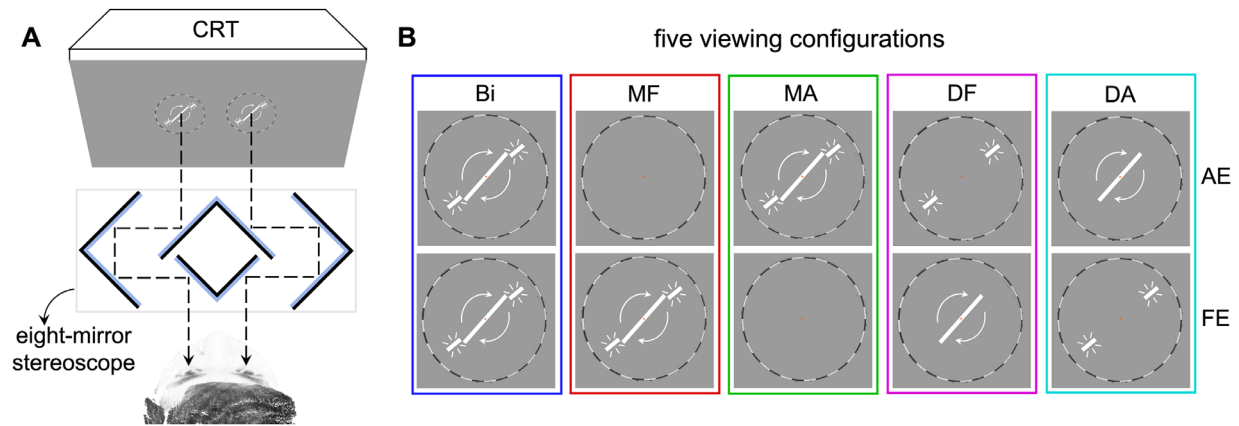 A
CRT
eight-mirror
stereoscope
B
five viewing configurations
Bi
MF
MA
DF
DA
AE
FE